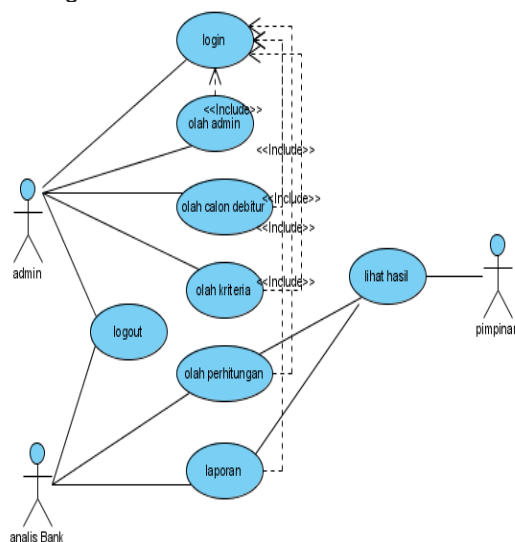 login
<<Include>>
olah admin
<<Include>>
olah calon debitur
<<Include>>
<<Include>>
admin
olah kriteria
<<Include>>
lihat hasil
logout
pimpinan
olah perhitungan
laporan
analis Bank